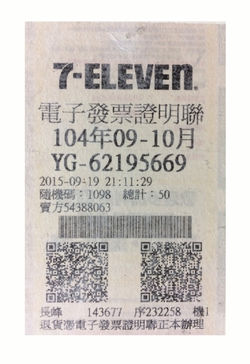 7-ELEVEN
電子發票證明聯
104年09-10月
YG-62195669
2015-09-19 21:11:29
隨機碼：1098 總計：50
賣方54388063
長峰 143677 序232258 機1
退貨憑電子發票證明聯正本辦理